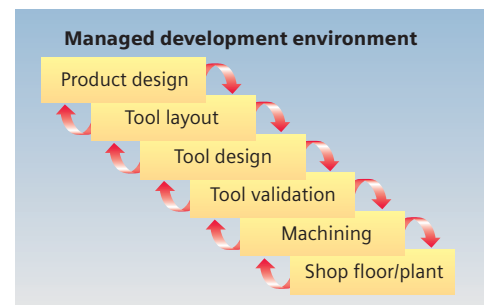 Managed development environment
Product design
Tool layout
Tool design
Tool validation
Machining
Shop floor/plant